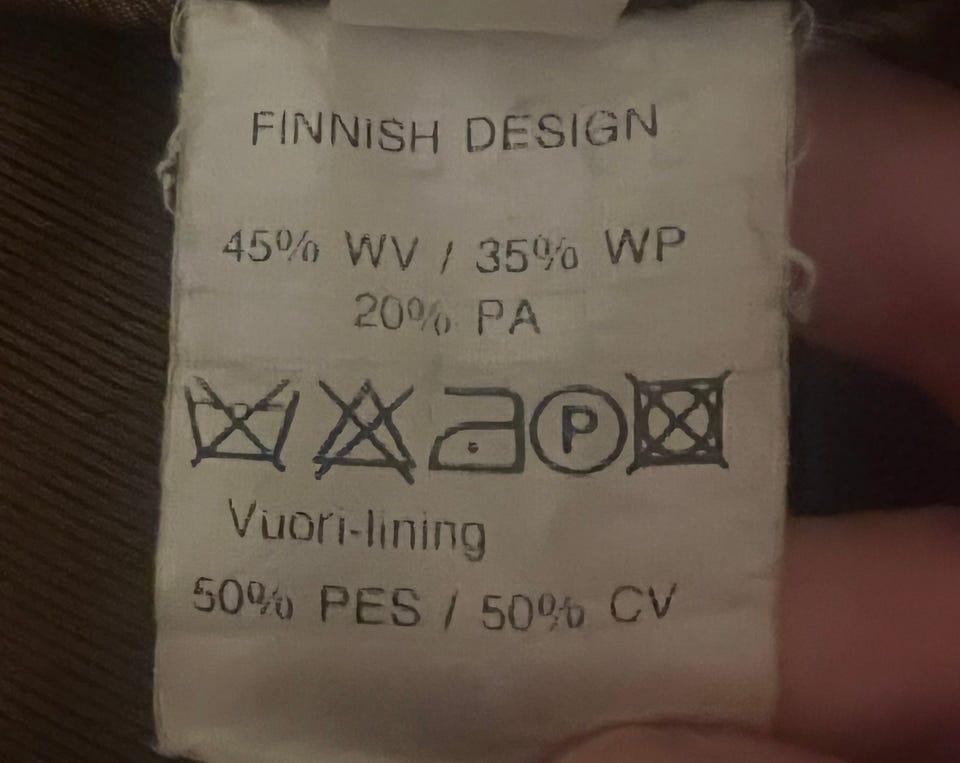 FINNISH DESIGN
45% WV / 35% WP
20% PA
P
Vuori-lining
50% PES / 50% CV